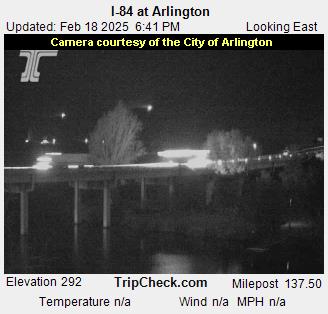 I-84 at Arlington
Updated: Feb 18 2025 6:41 PM Looking East
Camera courtesy of the City of Arlington
Elevation 292 TripCheck.com Milepost 137.50
Temperature n/a Wind n/a MPH n/a